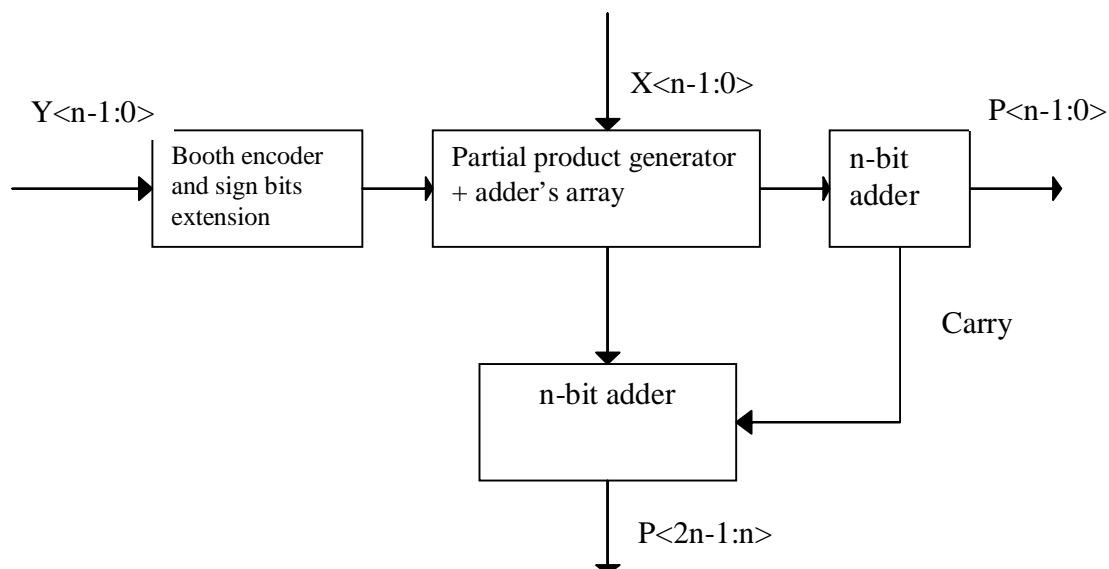 X<n-1:0>
Y<n-1:0>
P<n-1:0>
Booth encoder
and sign bits
extension
Partial product generator
+ adder's array
n-bit
adder
Carry
n-bit adder
P<2n-1:n>